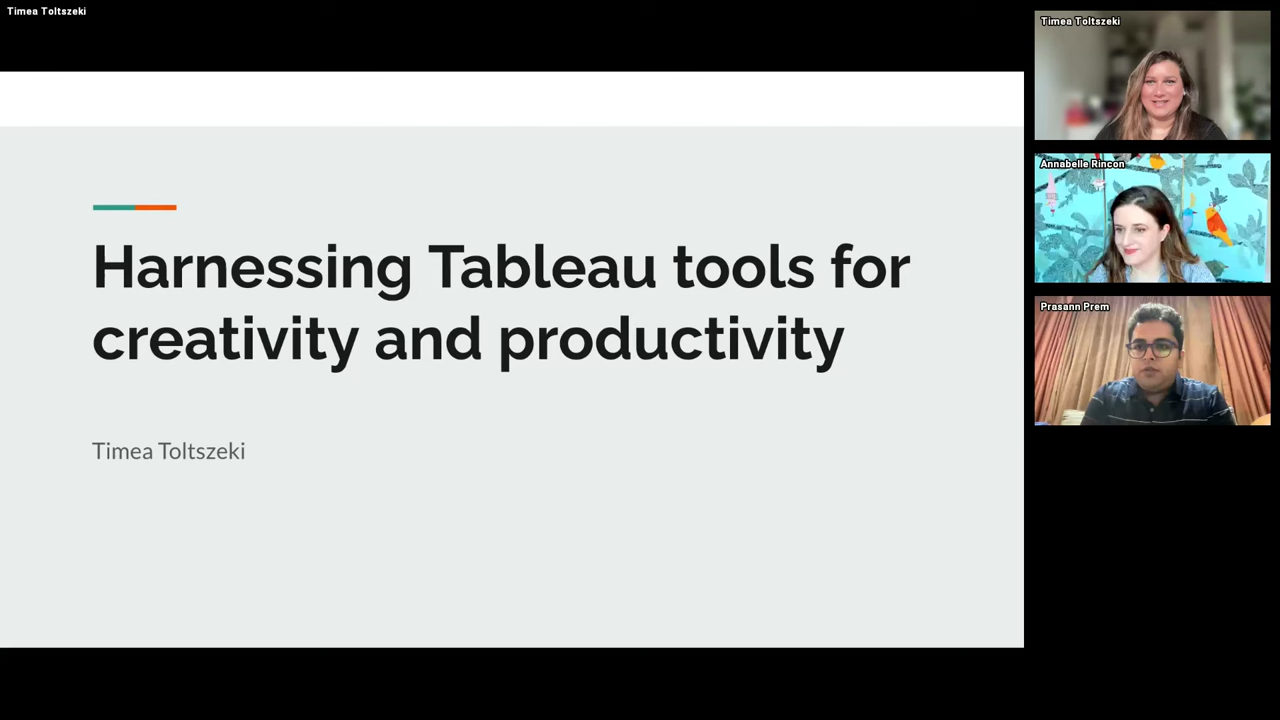 Timea Toltszeki
Harnessing Tableau tools for
creativity and productivity
Timea Toltszeki
Timea Toltszeki
Annabelle Rincon
Prasann Prem